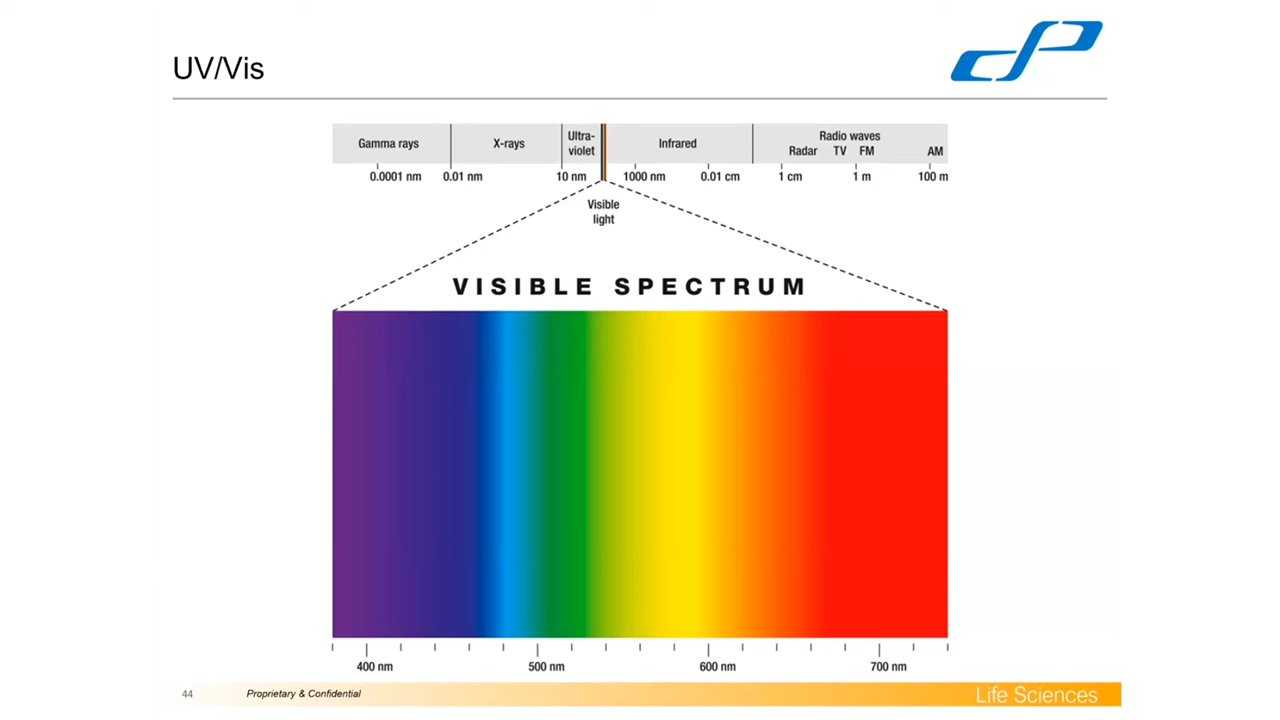 UV/Vis
Gamma rays
X-rays
Ultra-
violet
Infrared
Radio waves
Radar TV FM AM
0.0001 nm 0.01 nm 10 nm 1000 nm 0.01 cm 1 cm 1 m 100 m
Visible
light
VISIBLE SPECTRUM
400 nm 500 nm 600 nm 700 nm
44 Proprietary & Confidential Life Sciences